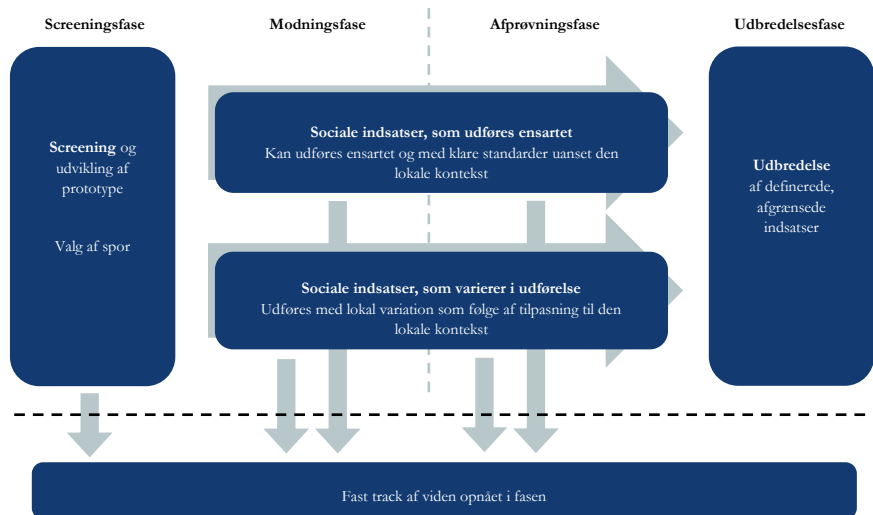 Screeningsfase
Modningsfase
Afprøvningsfase
Udbredelsesfase
Screening og
udvikling af
prototype
Valg af spor
Sociale indsatser, som udføres ensartet
Kan udføres ensartet og med klare standarder uanset den
lokale kontekst
Sociale indsatser, som varierer i udførelse
Udføres med lokal variation som følge af tilpasning til den
lokale kontekst
Udbredelse
af definerede,
afgrænsede
indsatser
Fast track af viden opnået i fasen